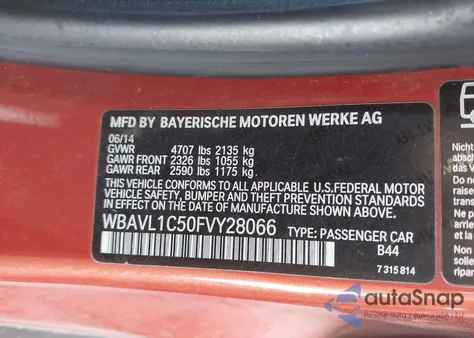 MFD BY BAYERISCHE MOTOREN WERKE AG
06/14
GVWR 4707 lbs 2135 kg
GAWR FRONT 2326 lbs 1055 kg
GAWR REAR 2590 lbs 1175 kg
THIS VEHICLE CONFORMS TO ALL APPLICABLE U.S.FEDERAL MOTOR
VEHICLE SAFETY, BUMPER AND THEFT PREVENTION STANDARDS
IN EFFECT ON THE DATE OF MANUFACTURE SHOWN ABOVE.
WBAVL1C50FVY28066 TYPE: PASSENGER CAR
B44
7 315 814
Nicht
Ne pas
autoSnap